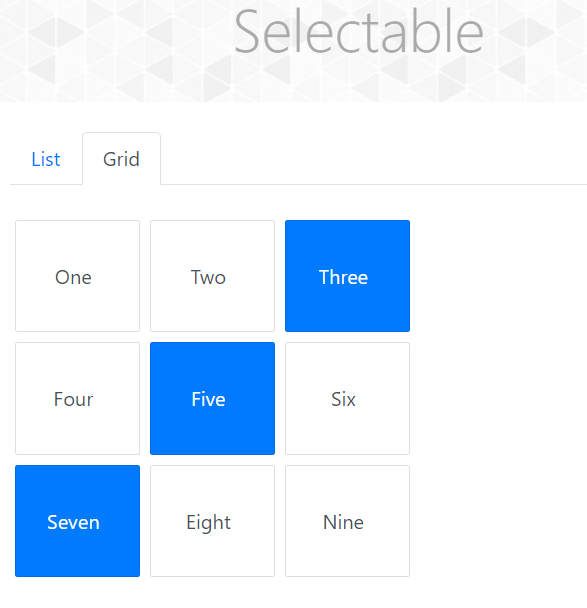 Selectable
List Grid
One Two Three
Four Five Six
Seven Eight Nine